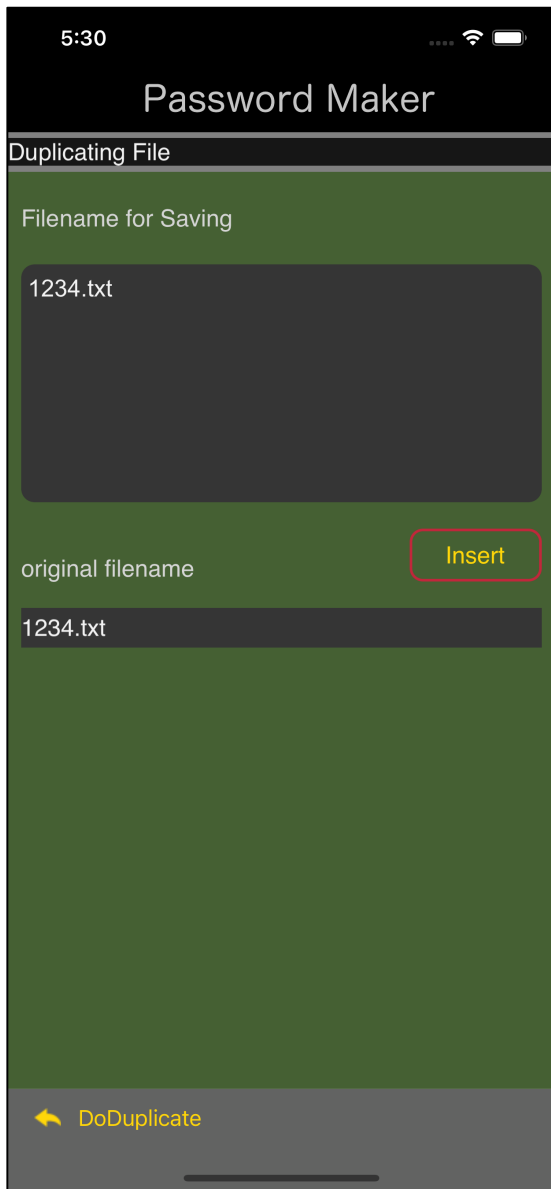 5:30
Password Maker
Duplicating File
Filename for Saving
1234.txt
Insert
original filename
1234.txt
DoDuplicate